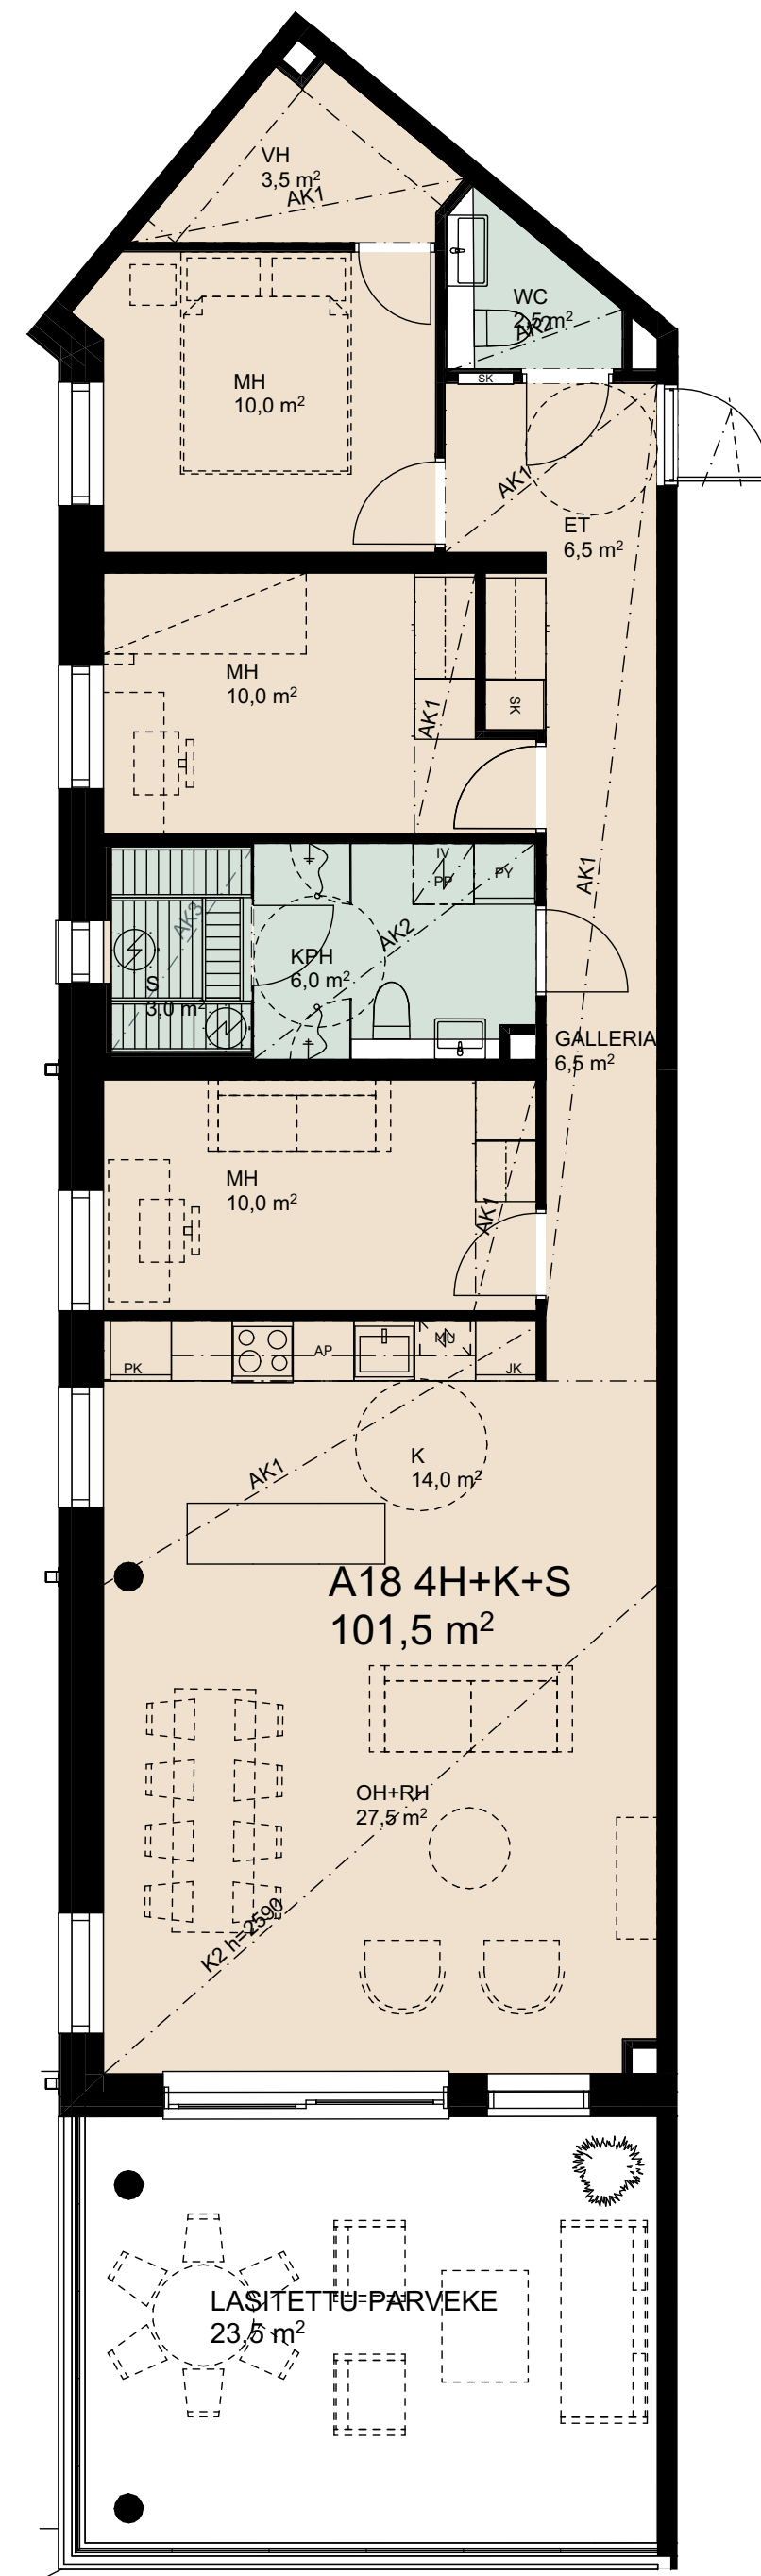 VH
3,5 m²
AK1
WC
2,5 m²
AK2
SK
MH
10,0 m²
AK1
ET
6,5 m²
MH
10,0 m²
SK
AK1
AK1
IV
PP
PY
AK3
AK2
KPH
6,0 m²
S
3,0 m²
GALLERIA
6,5 m²
MH
10,0 m²
AK1
PK
AP
MU
JK
K
14,0 m²
AK1
A18 4H+K+S
101,5 m²
OH+RH
27,5 m²
K2 h=2590
LASITETTU PARVEKE
23,5 m²